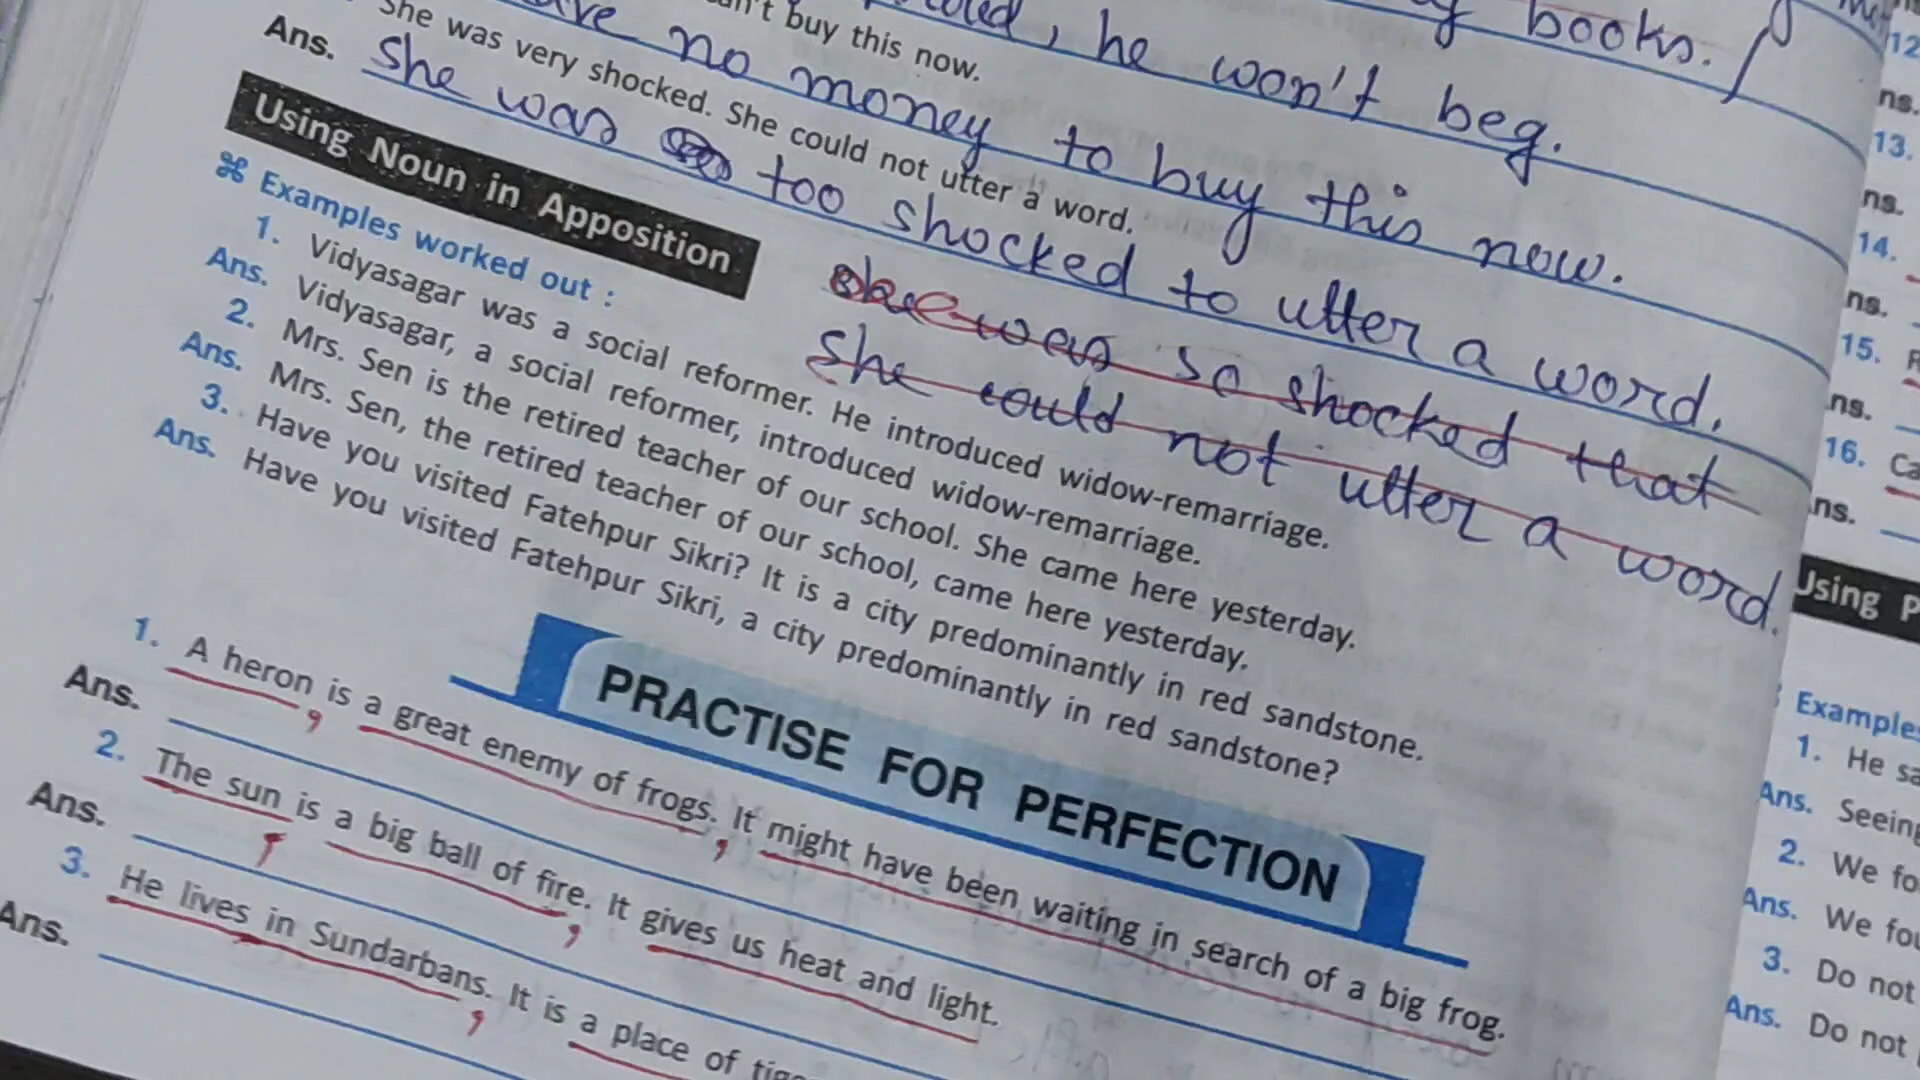 books.
, he won't beg.
can't buy this now.
no money to buy this now.
She was very shocked. She could not utter a word.
Ans. She was too shocked to utter a word.
she was so shocked that
She could not utter a word.
Using Noun in Apposition
⌘ Examples worked out :
1. Vidyasagar was a social reformer. He introduced widow-remarriage.
Ans. Vidyasagar, a social reformer, introduced widow-remarriage.
2. Mrs. Sen is the retired teacher of our school. She came here yesterday.
Ans. Mrs. Sen, the retired teacher of our school, came here yesterday.
3. Have you visited Fatehpur Sikri? It is a city predominantly in red sandstone.
Ans. Have you visited Fatehpur Sikri, a city predominantly in red sandstone?
PRACTISE FOR PERFECTION
1. A heron is a great enemy of frogs. It might have been waiting in search of a big frog.
Ans.
2. The sun is a big ball of fire. It gives us heat and light.
Ans.
3. He lives in Sundarbans. It is a place of
Ans.
12
ns.
13.
ns.
14.
ns.
15.
ns.
16. Ca
ns.
Using P
Examples
1. He sa
Ans. Seeing
2. We fo
Ans. We fou
3. Do not
Ans. Do not